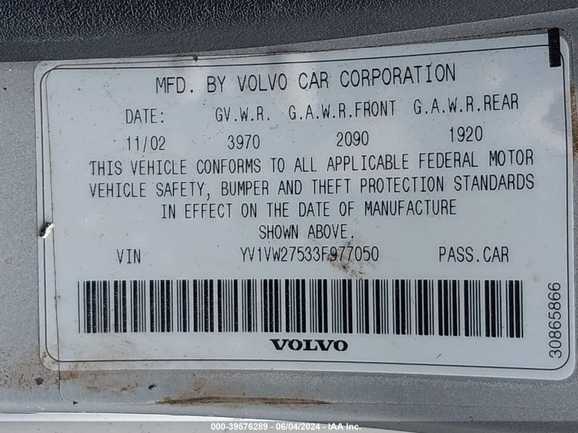 MFD. BY VOLVO CAR CORPORATION
DATE: GV.W.R. G.A.W.R.FRONT G.A.W.R.REAR
11/02 3970 2090 1920
THIS VEHICLE CONFORMS TO ALL APPLICABLE FEDERAL MOTOR
VEHICLE SAFETY, BUMPER AND THEFT PROTECTION STANDARDS
IN EFFECT ON THE DATE OF MANUFACTURE
SHOWN ABOVE.
VIN YV1VW27533F977050 PASS.CAR
30865866
VOLVO
000-39576289 - 06/04/2024 - IAA Inc.